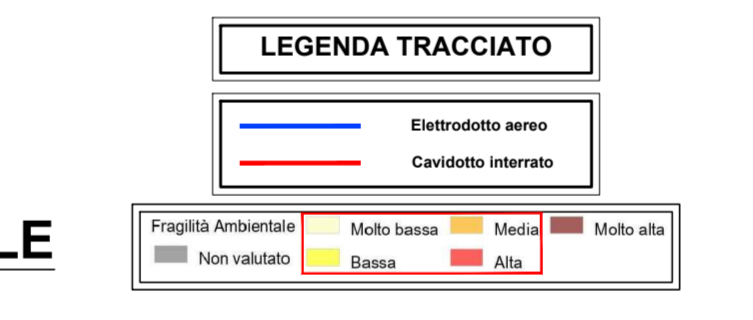 LEGENDA TRACCIATO
Elettrodotto aereo
Cavidotto interrato
LE
Fragilità Ambientale Molto bassa Media Molto alta
Non valutato Bassa Alta